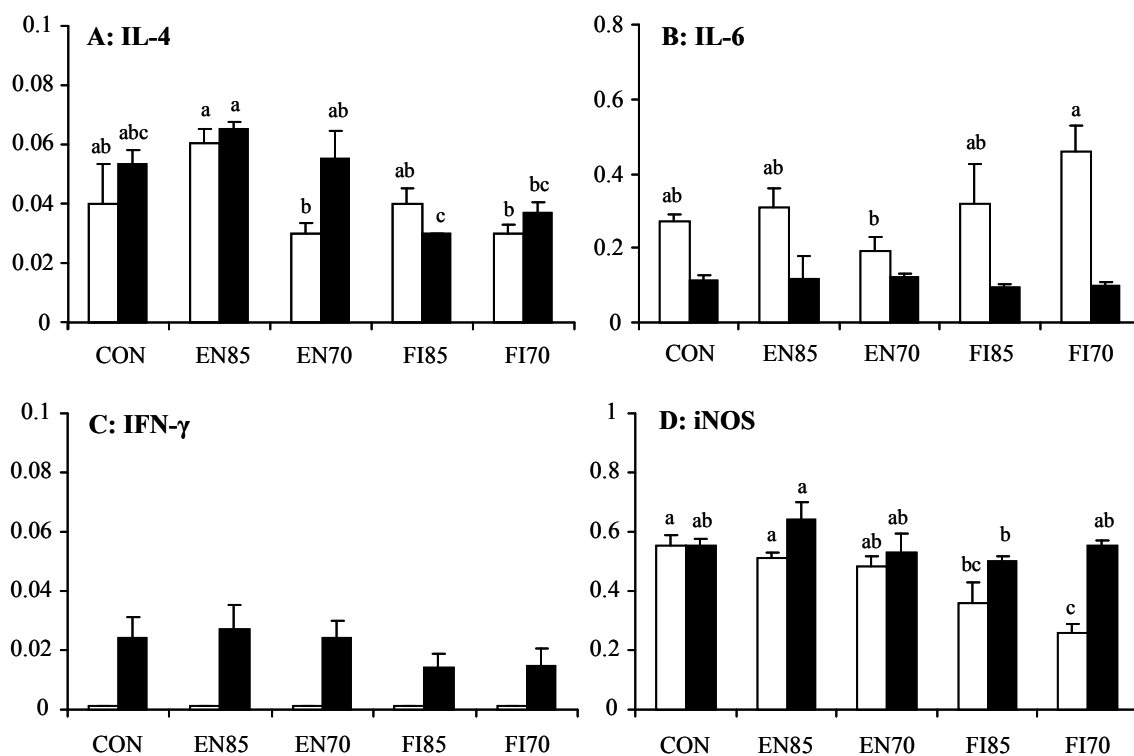 A: IL-4
0.1
0.08
0.06
0.04
0.02
0
ab abc a a b ab ab c b bc
CON EN85 EN70 FI85 FI70
B: IL-6
0.8
0.6
0.4
0.2
0
ab ab b ab a
CON EN85 EN70 FI85 FI70
C: IFN-γ
0.1
0.08
0.06
0.04
0.02
0
CON EN85 EN70 FI85 FI70
D: iNOS
1
0.8
0.6
0.4
0.2
0
a ab a a ab ab bc b c ab
CON EN85 EN70 FI85 FI70